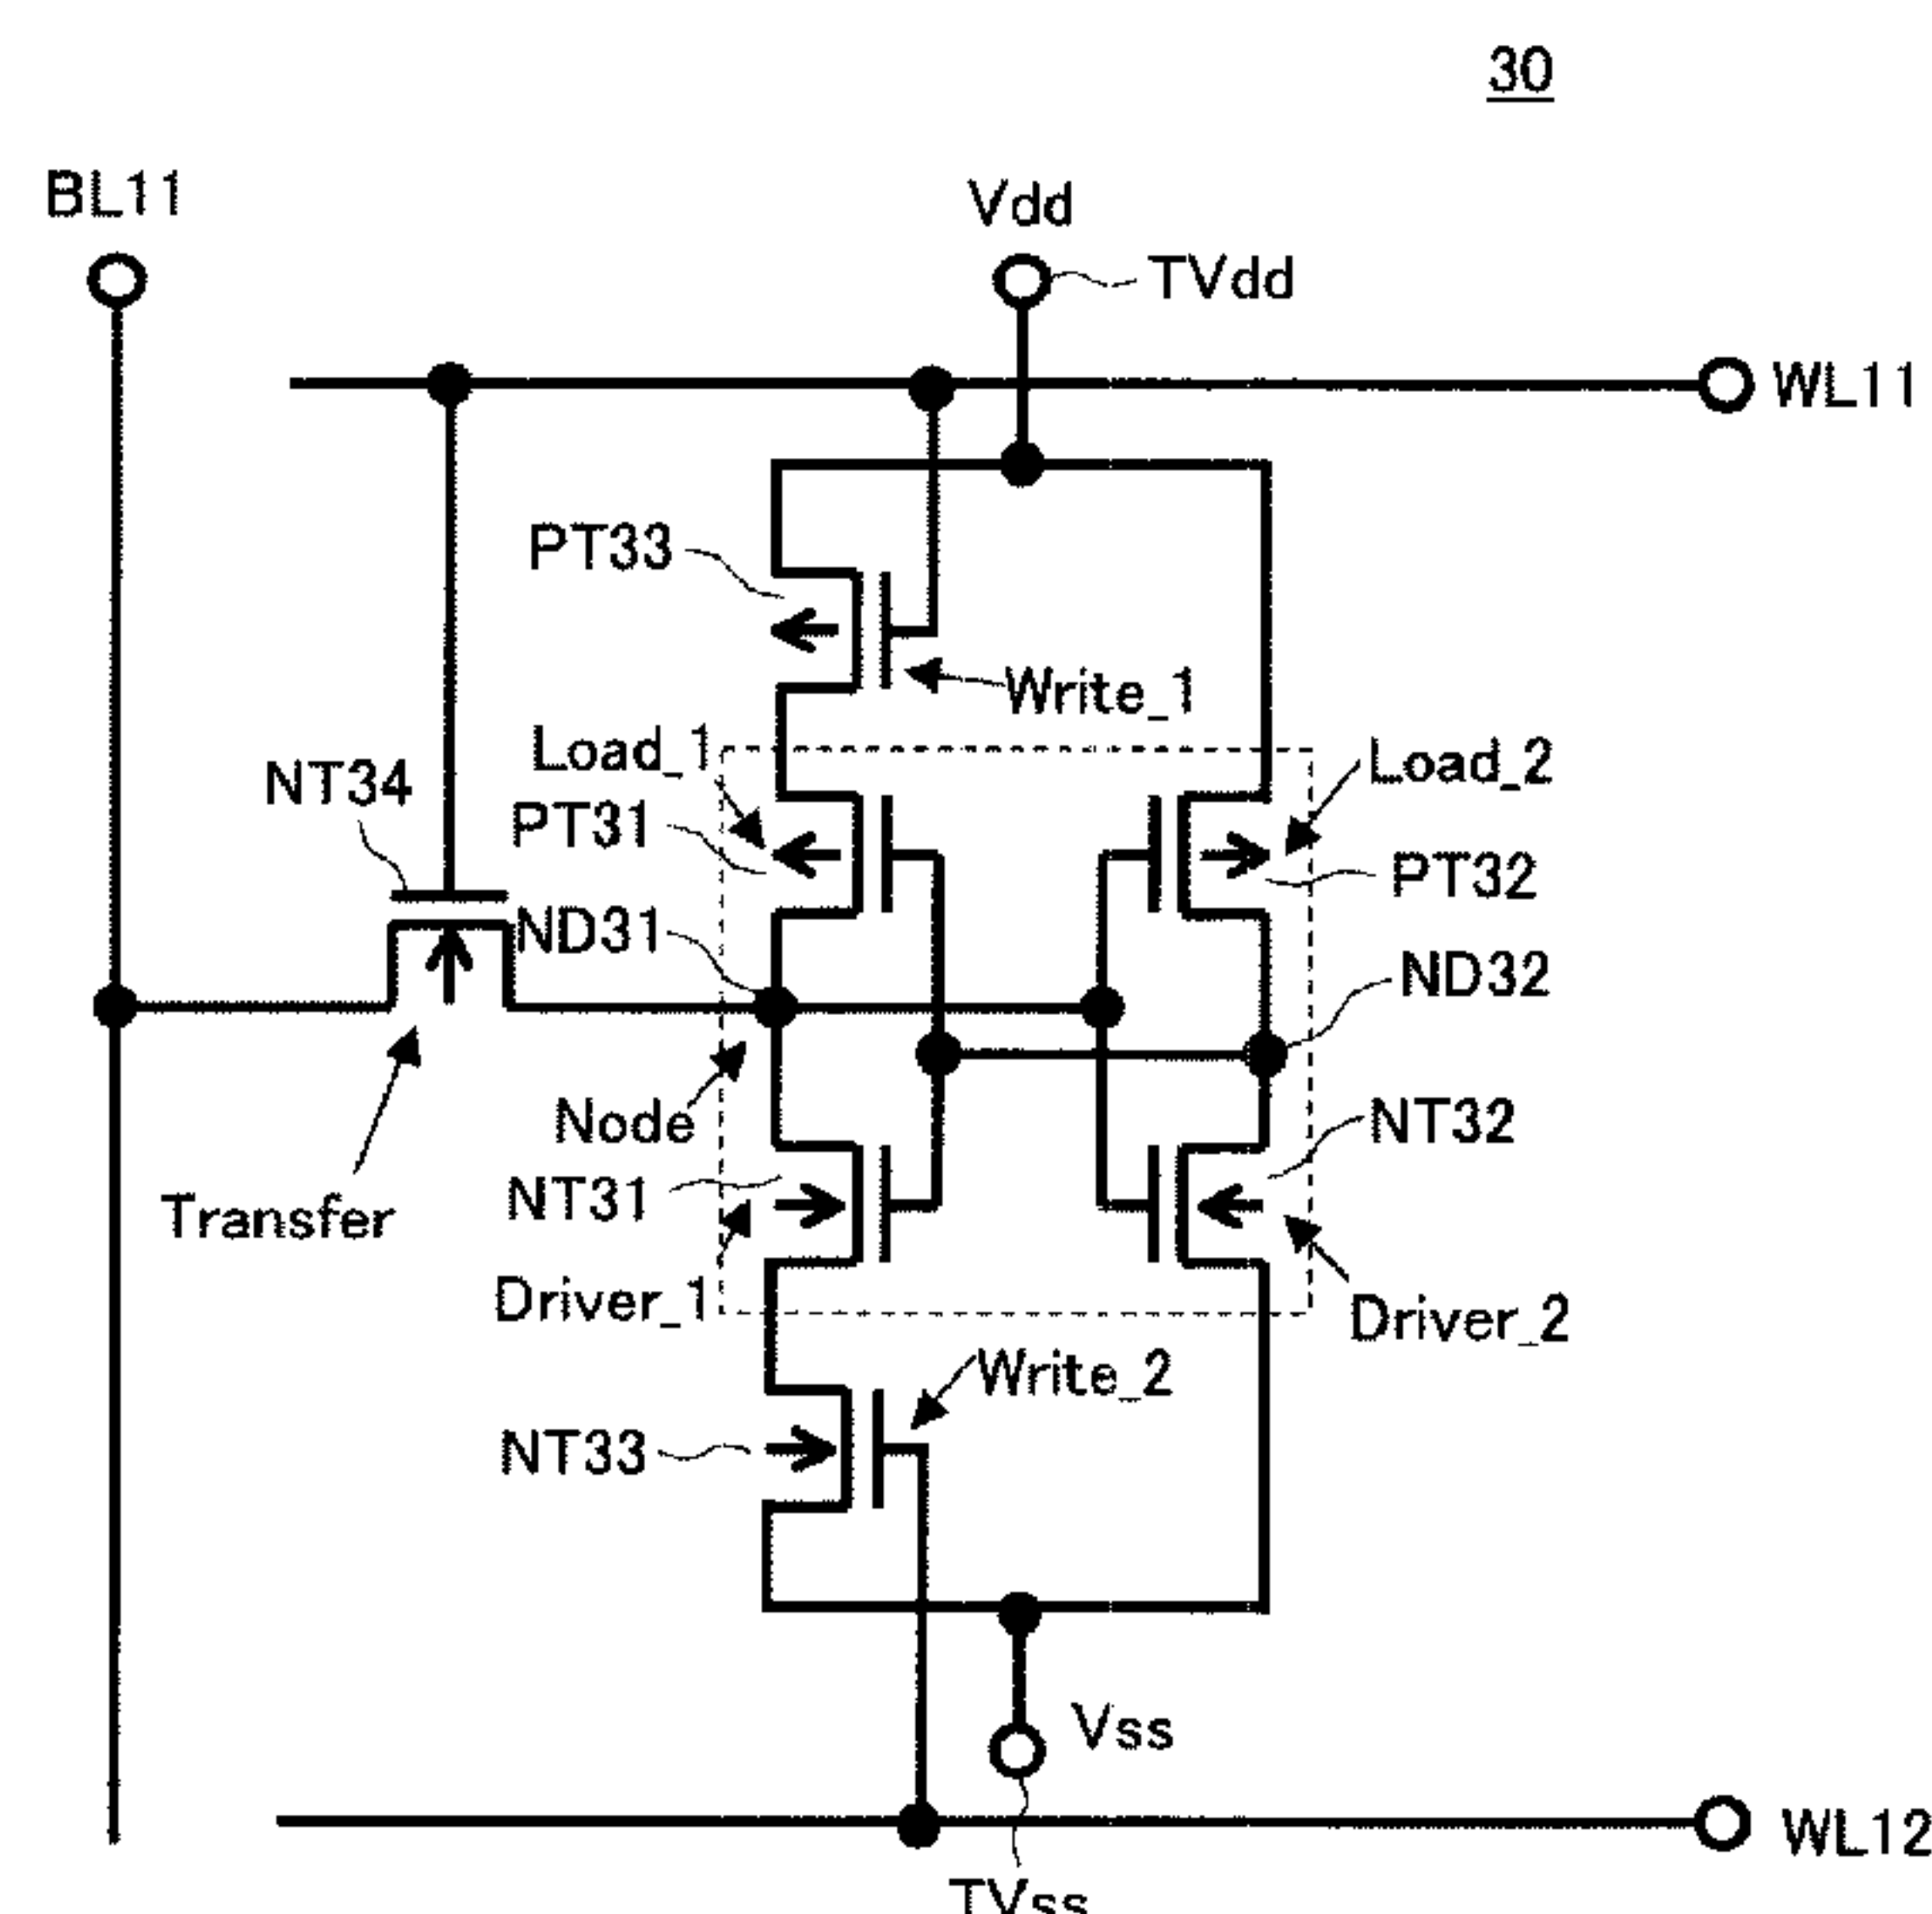 30
BL11
Vdd
TVdd
WL11
PT33
Write_1
Load_1
Load_2
NT34
PT31
PT32
ND31
ND32
Node
NT32
NT31
Transfer
Driver_1
Driver_2
Write_2
NT33
Vss
WL12
TVss